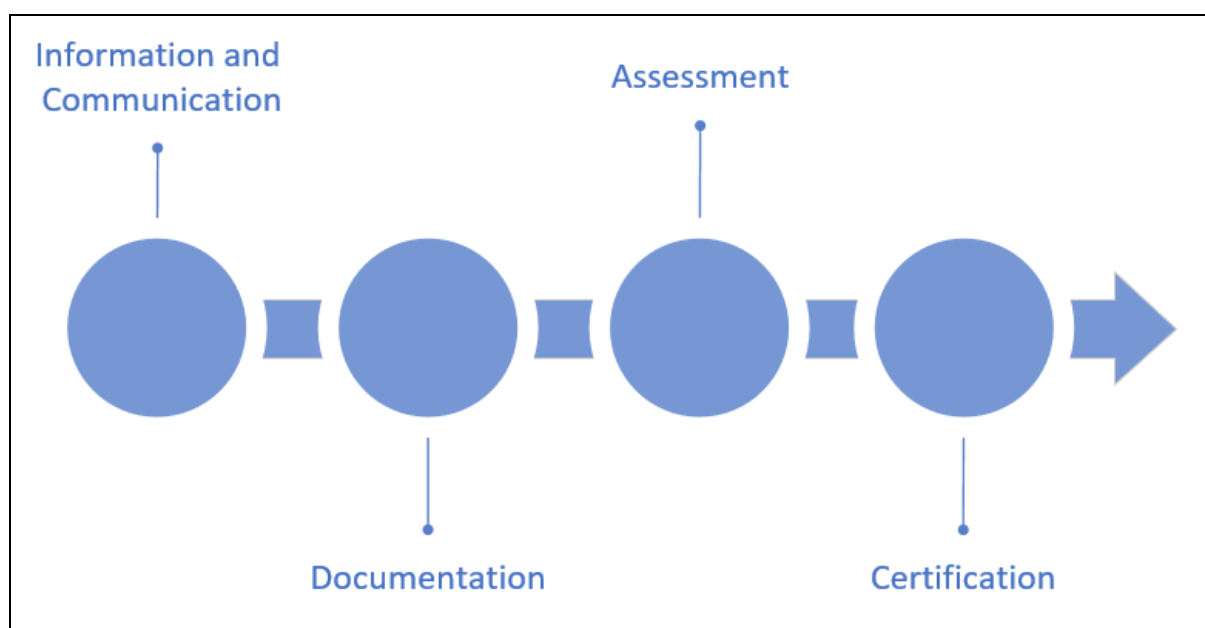 Information and
Communication
Documentation
Assessment
Certification